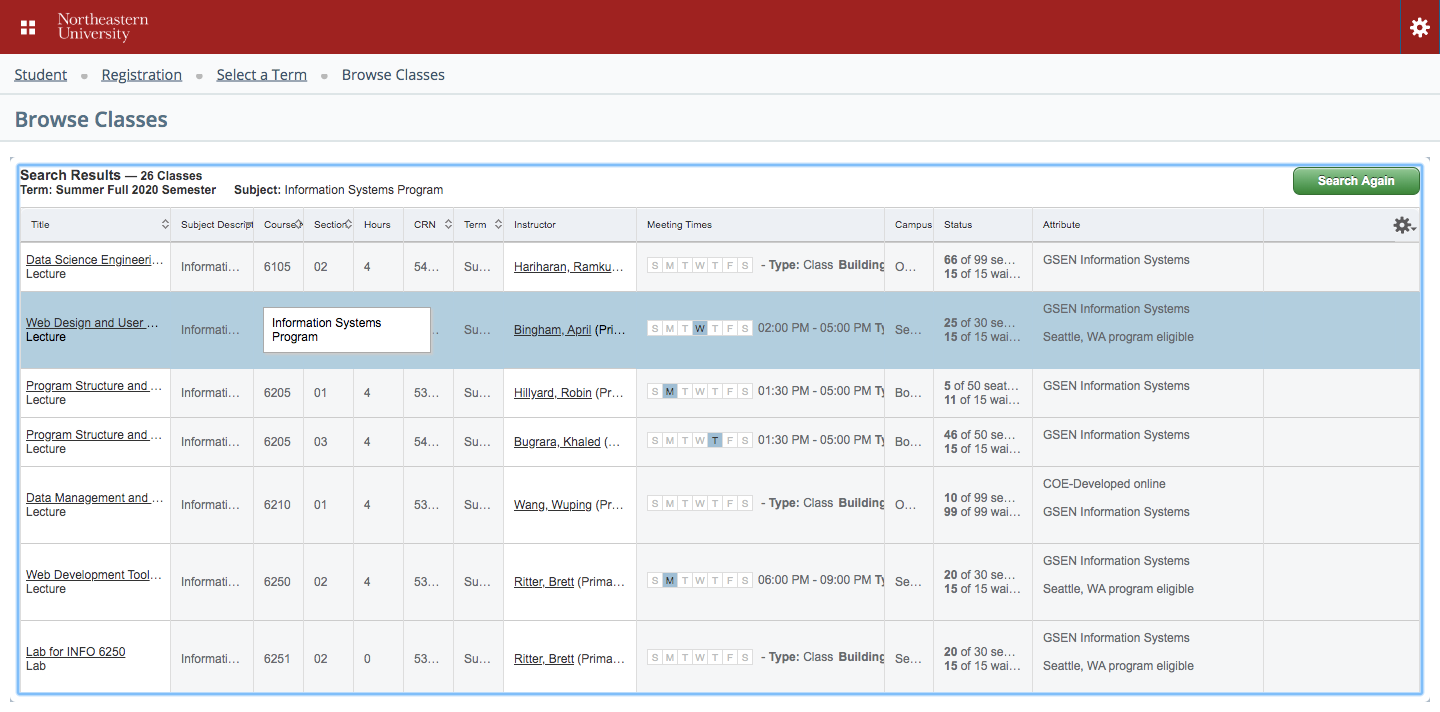 Northeastern
University
Student Registration Select a Term Browse Classes
Browse Classes
Search Results — 26 Classes
Term: Summer Full 2020 Semester Subject: Information Systems Program
Search Again
Title Subject Descript Course N Section Hours CRN Term Instructor Meeting Times Campus Status Attribute
Data Science Engineeri...
Lecture
Informati... 6105 02 4 54... Su... Hariharan, Ramku... S M T W T F S - Type: Class Building O...
66 of 99 se...
15 of 15 wai...
GSEN Information Systems
Web Design and User ...
Lecture
Informati...
Information Systems
Program
... Su... Bingham, April (Pri... S M T W T F S 02:00 PM - 05:00 PM Ty Se...
25 of 30 se...
15 of 15 wai...
GSEN Information Systems
Seattle, WA program eligible
Program Structure and ...
Lecture
Informati... 6205 01 4 53... Su... Hillyard, Robin (Pr... S M T W T F S 01:30 PM - 05:00 PM Ty Bo...
5 of 50 seat...
11 of 15 wai...
GSEN Information Systems
Program Structure and ...
Lecture
Informati... 6205 03 4 54... Su... Bugrara, Khaled (... S M T W T F S 01:30 PM - 05:00 PM Ty Bo...
46 of 50 se...
15 of 15 wai...
GSEN Information Systems
Data Management and ...
Lecture
Informati... 6210 01 4 53... Su... Wang, Wuping (Pr... S M T W T F S - Type: Class Building O...
10 of 99 se...
99 of 99 wai...
COE-Developed online
GSEN Information Systems
Web Development Tool...
Lecture
Informati... 6250 02 4 53... Su... Ritter, Brett (Prima... S M T W T F S 06:00 PM - 09:00 PM Ty Se...
20 of 30 se...
15 of 15 wai...
GSEN Information Systems
Seattle, WA program eligible
Lab for INFO 6250
Lab
Informati... 6251 02 0 53... Su... Ritter, Brett (Prima... S M T W T F S - Type: Class Building Se...
20 of 30 se...
15 of 15 wai...
GSEN Information Systems
Seattle, WA program eligible